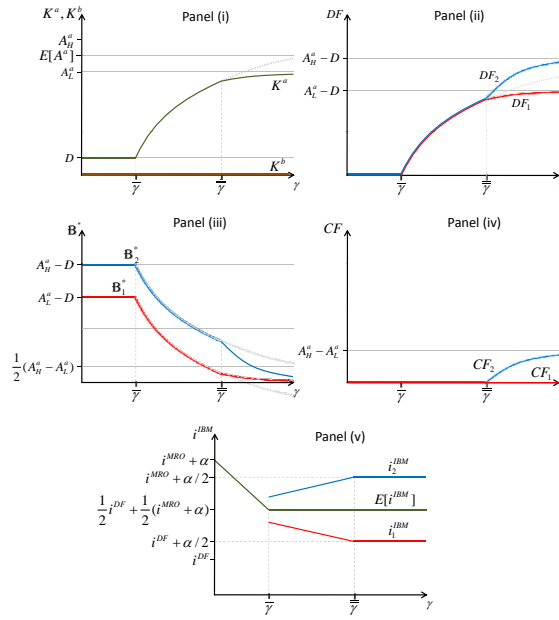 Panel (i)
K^a, K^b
A_H^a
E[A^a]
A_L^a
K^a
D
K^b
γ̅
γ̿
γ
Panel (ii)
DF
A_H^a − D
DF_2
A_L^a − D
DF_1
γ̅
γ̿
γ
Panel (iii)
B^*
B_2^*
A_H^a − D
B_1^*
A_L^a − D
1/2 (A_H^a − A_L^a)
γ̅
γ̿
γ
Panel (iv)
CF
A_H^a − A_L^a
CF_2
CF_1
γ̅
γ̿
γ
Panel (v)
i^{IBM}
i^{MRO} + α
i_2^{IBM}
i^{MRO} + α/2
E[i^{IBM}]
1/2 i^{DF} + 1/2 (i^{MRO} + α)
i_1^{IBM}
i^{DF} + α/2
i^{DF}
γ̅
γ̿
γ